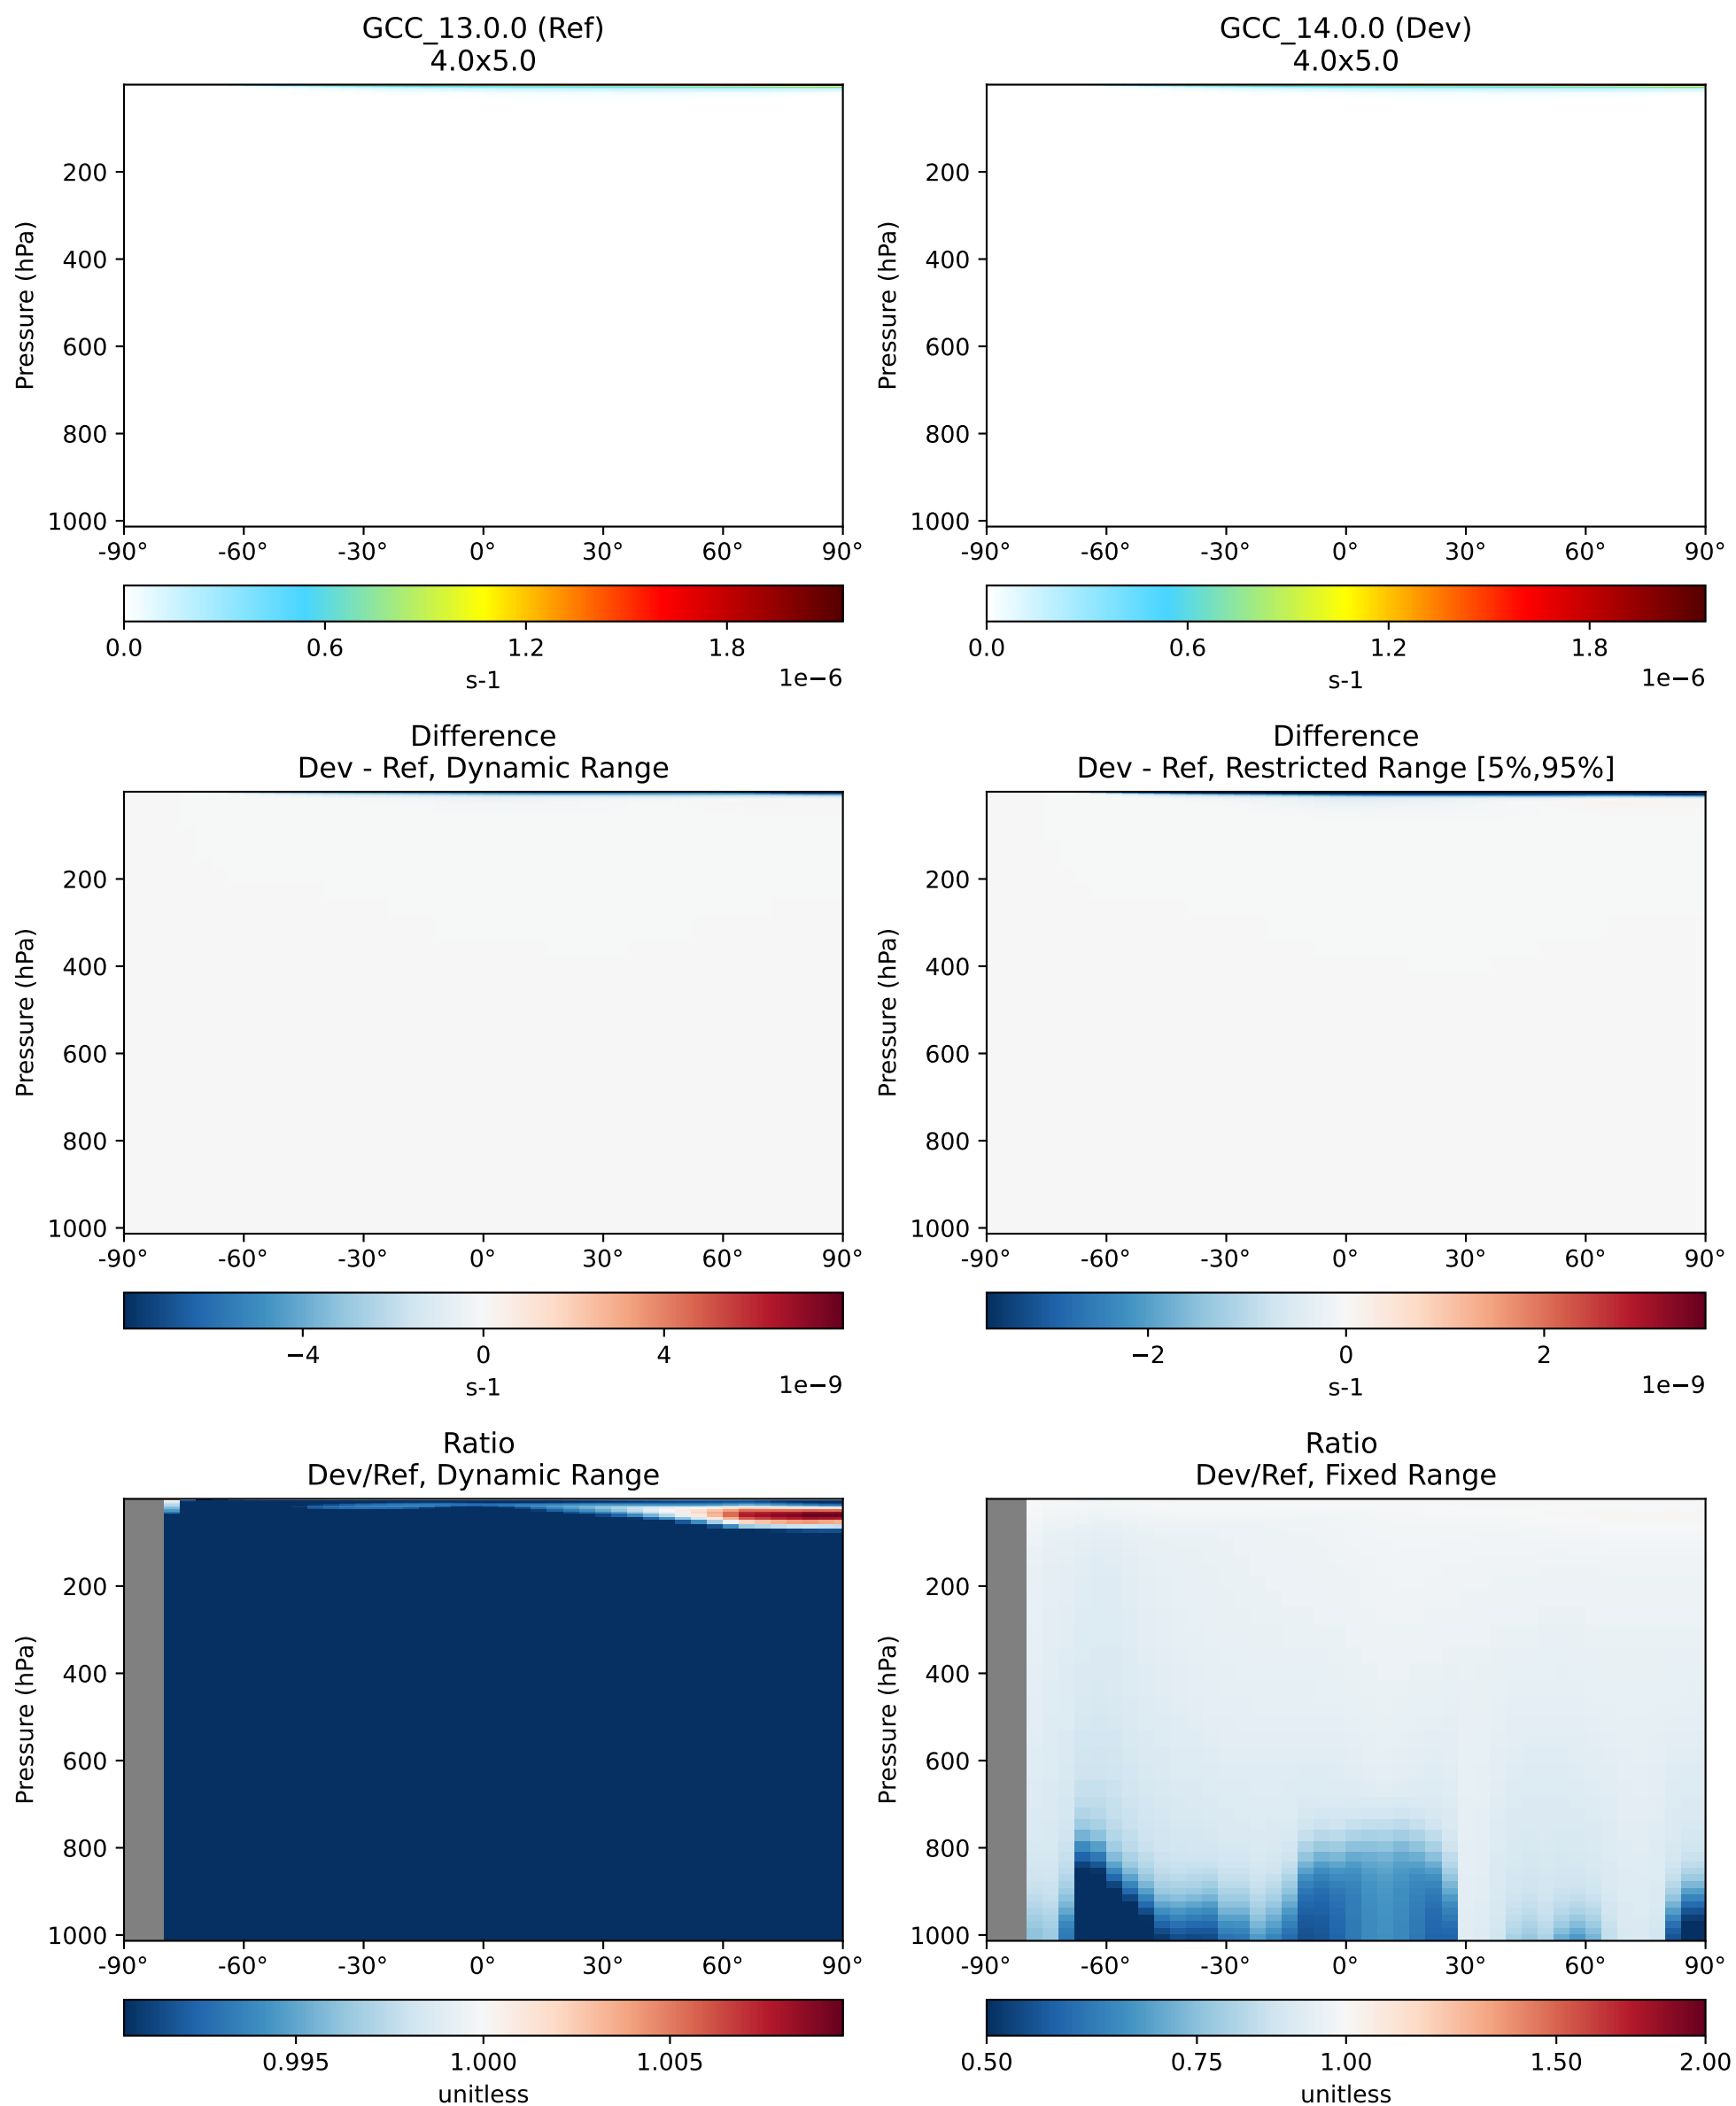 GCC_13.0.0 (Ref)
4.0x5.0
Pressure (hPa)
200
400
600
800
1000
-90° -60° -30° 0° 30° 60° 90°
0.0 0.6 1.2 1.8
s-1 1e−6
GCC_14.0.0 (Dev)
4.0x5.0
Pressure (hPa)
200
400
600
800
1000
-90° -60° -30° 0° 30° 60° 90°
0.0 0.6 1.2 1.8
s-1 1e−6
Difference
Dev - Ref, Dynamic Range
Pressure (hPa)
200
400
600
800
1000
-90° -60° -30° 0° 30° 60° 90°
−4 0 4
s-1 1e−9
Difference
Dev - Ref, Restricted Range [5%,95%]
Pressure (hPa)
200
400
600
800
1000
-90° -60° -30° 0° 30° 60° 90°
−2 0 2
s-1 1e−9
Ratio
Dev/Ref, Dynamic Range
Pressure (hPa)
200
400
600
800
1000
-90° -60° -30° 0° 30° 60° 90°
0.995 1.000 1.005
unitless
Ratio
Dev/Ref, Fixed Range
Pressure (hPa)
200
400
600
800
1000
-90° -60° -30° 0° 30° 60° 90°
0.50 0.75 1.00 1.50 2.00
unitless